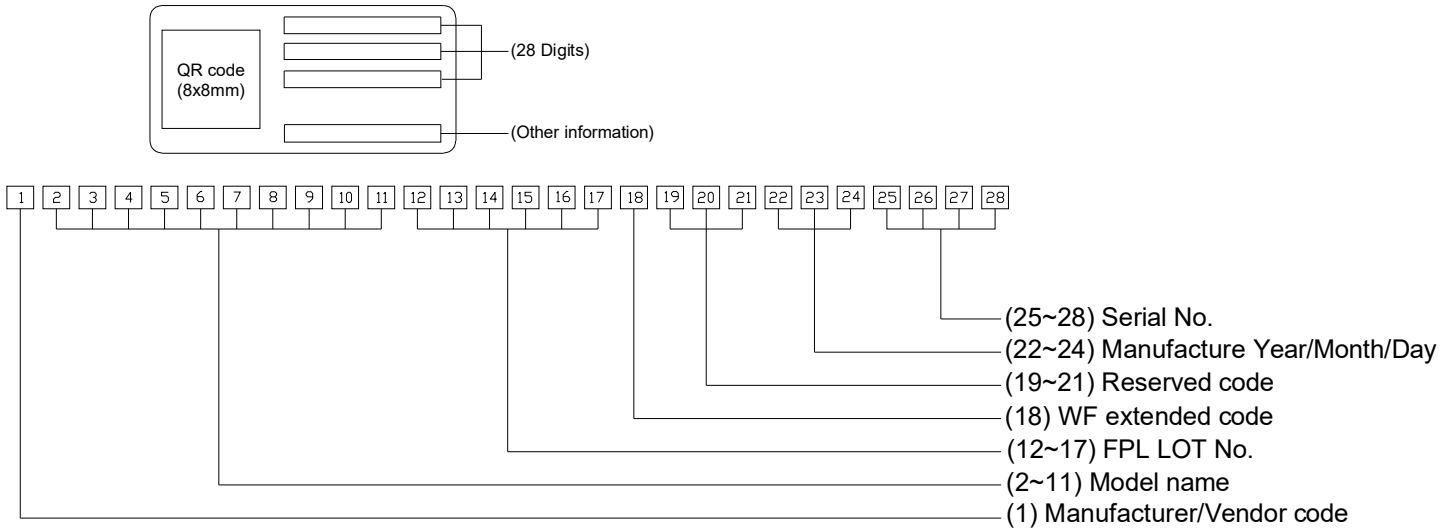 QR code
(8x8mm)
(28 Digits)
(Other information)
1 2 3 4 5 6 7 8 9 10 11 12 13 14 15 16 17 18 19 20 21 22 23 24 25 26 27 28
(25~28) Serial No.
(22~24) Manufacture Year/Month/Day
(19~21) Reserved code
(18) WF extended code
(12~17) FPL LOT No.
(2~11) Model name
(1) Manufacturer/Vendor code